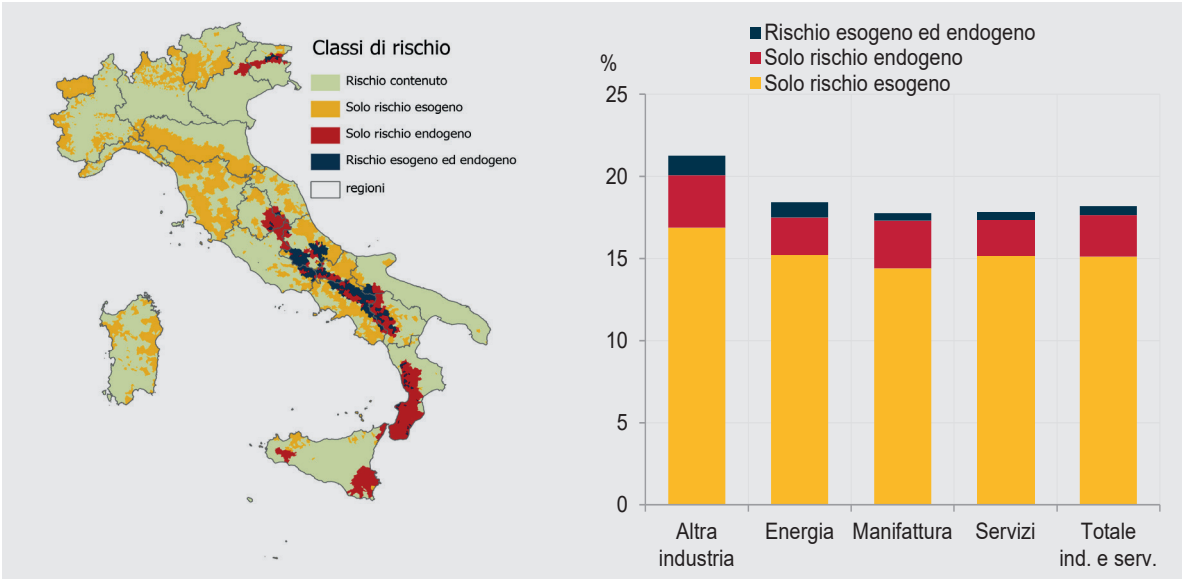 Classi di rischio
Rischio contenuto
Solo rischio esogeno
Solo rischio endogeno
Rischio esogeno ed endogeno
regioni
Rischio esogeno ed endogeno
Solo rischio endogeno
Solo rischio esogeno
%
25
20
15
10
5
0
Altra industria
Energia
Manifattura
Servizi
Totale ind. e serv.